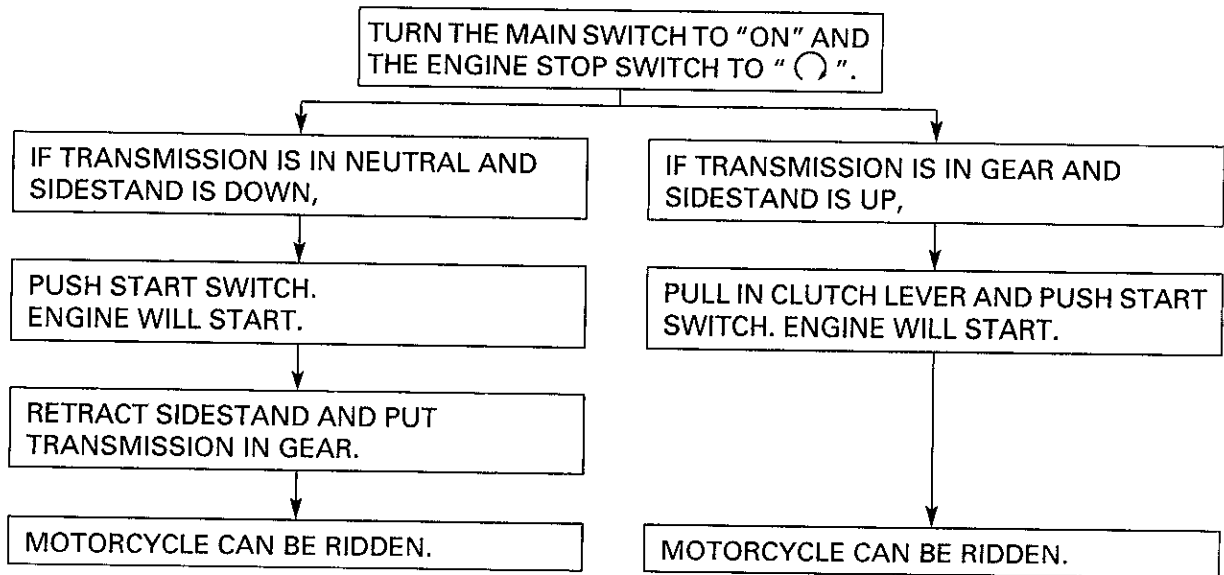 TURN THE MAIN SWITCH TO "ON" AND
THE ENGINE STOP SWITCH TO " ".
IF TRANSMISSION IS IN NEUTRAL AND
SIDESTAND IS DOWN,
PUSH START SWITCH.
ENGINE WILL START.
RETRACT SIDESTAND AND PUT
TRANSMISSION IN GEAR.
MOTORCYCLE CAN BE RIDDEN.
IF TRANSMISSION IS IN GEAR AND
SIDESTAND IS UP,
PULL IN CLUTCH LEVER AND PUSH START
SWITCH. ENGINE WILL START.
MOTORCYCLE CAN BE RIDDEN.